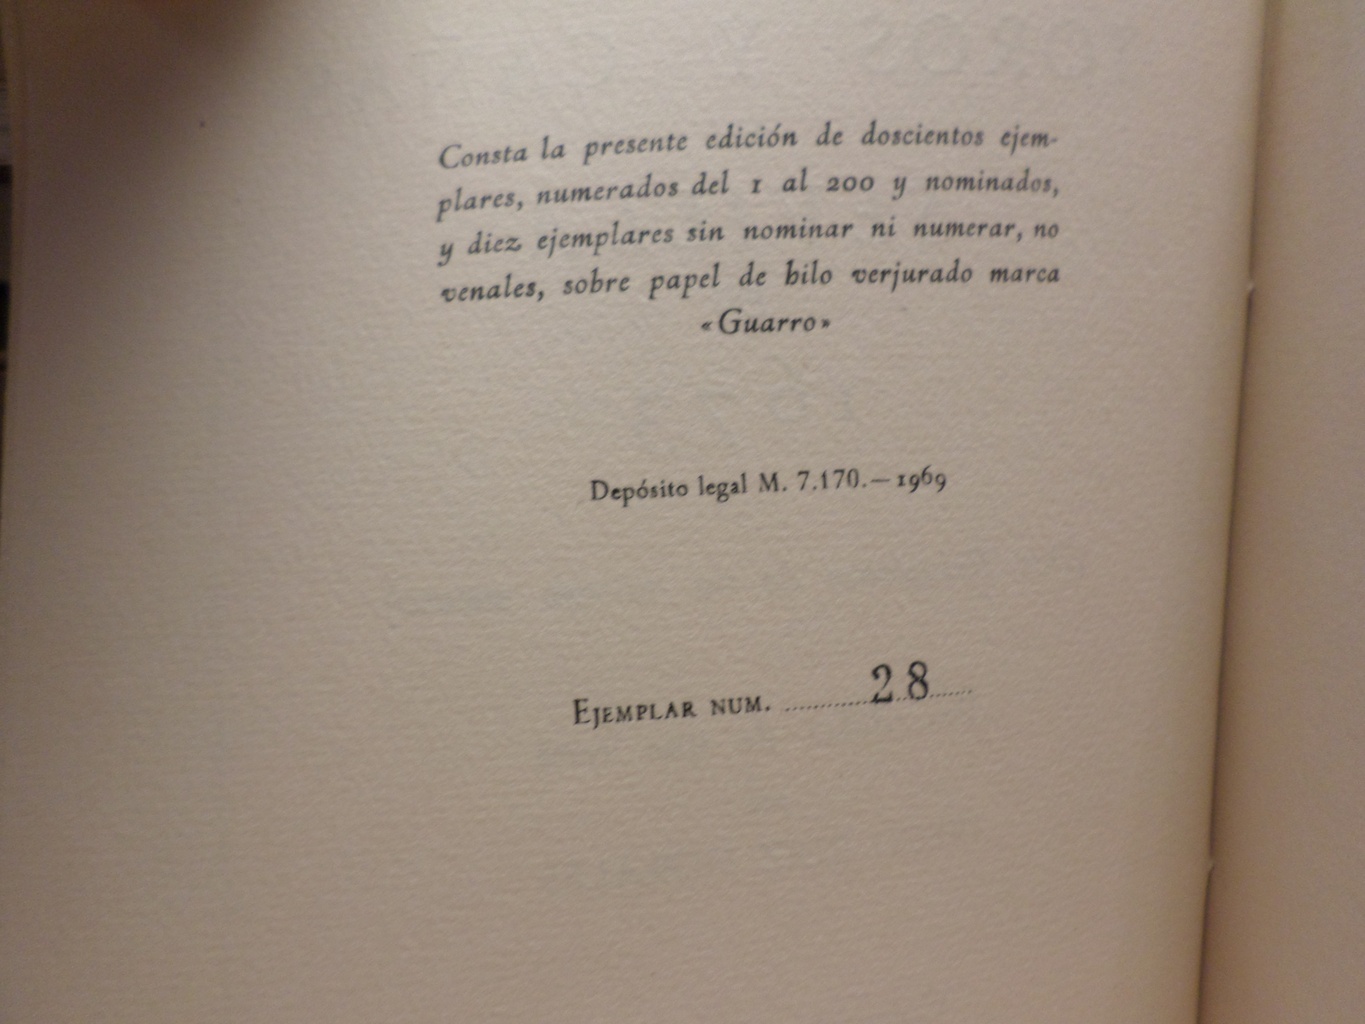 Consta la presente edición de doscientos ejem-
plares, numerados del 1 al 200 y nominados,
y diez ejemplares sin nominar ni numerar, no
venales, sobre papel de hilo verjurado marca
«Guarro»
Depósito legal M. 7.170.—1969
EJEMPLAR NUM. ............28......